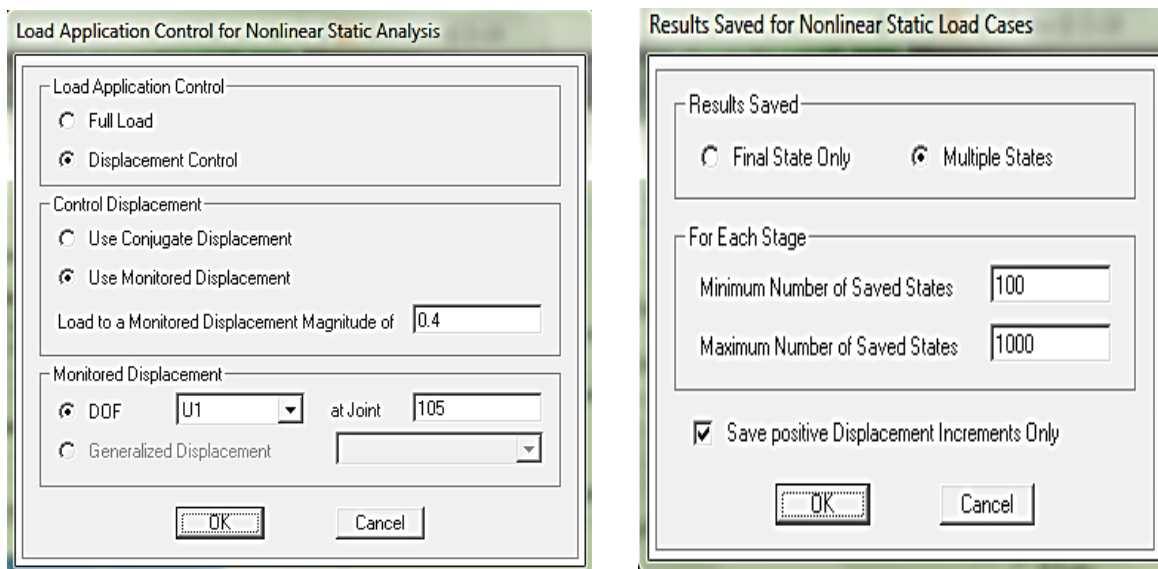 Load Application Control for Nonlinear Static Analysis
Load Application Control
Full Load
Displacement Control
Control Displacement
Use Conjugate Displacement
Use Monitored Displacement
Load to a Monitored Displacement Magnitude of 0.4
Monitored Displacement
DOF U1 at Joint 105
Generalized Displacement
OK Cancel
Results Saved for Nonlinear Static Load Cases
Results Saved
Final State Only Multiple States
For Each Stage
Minimum Number of Saved States 100
Maximum Number of Saved States 1000
Save positive Displacement Increments Only
OK Cancel